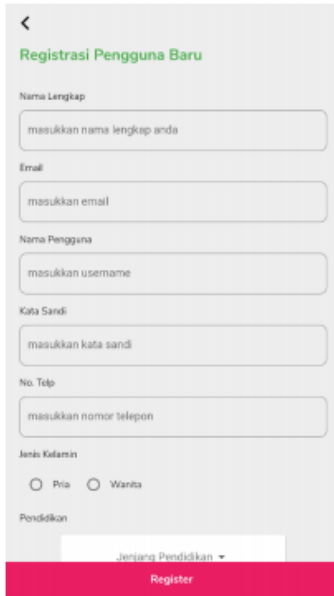 Registrasi Pengguna Baru
Nama Lengkap
masukkan nama lengkap anda
Email
masukkan email
Nama Pengguna
masukkan username
Kata Sandi
masukkan kata sandi
No. Telp
masukkan nomor telepon
Jenis Kelamin
Pria Wanita
Pendidikan
Jenjang Pendidikan
Register